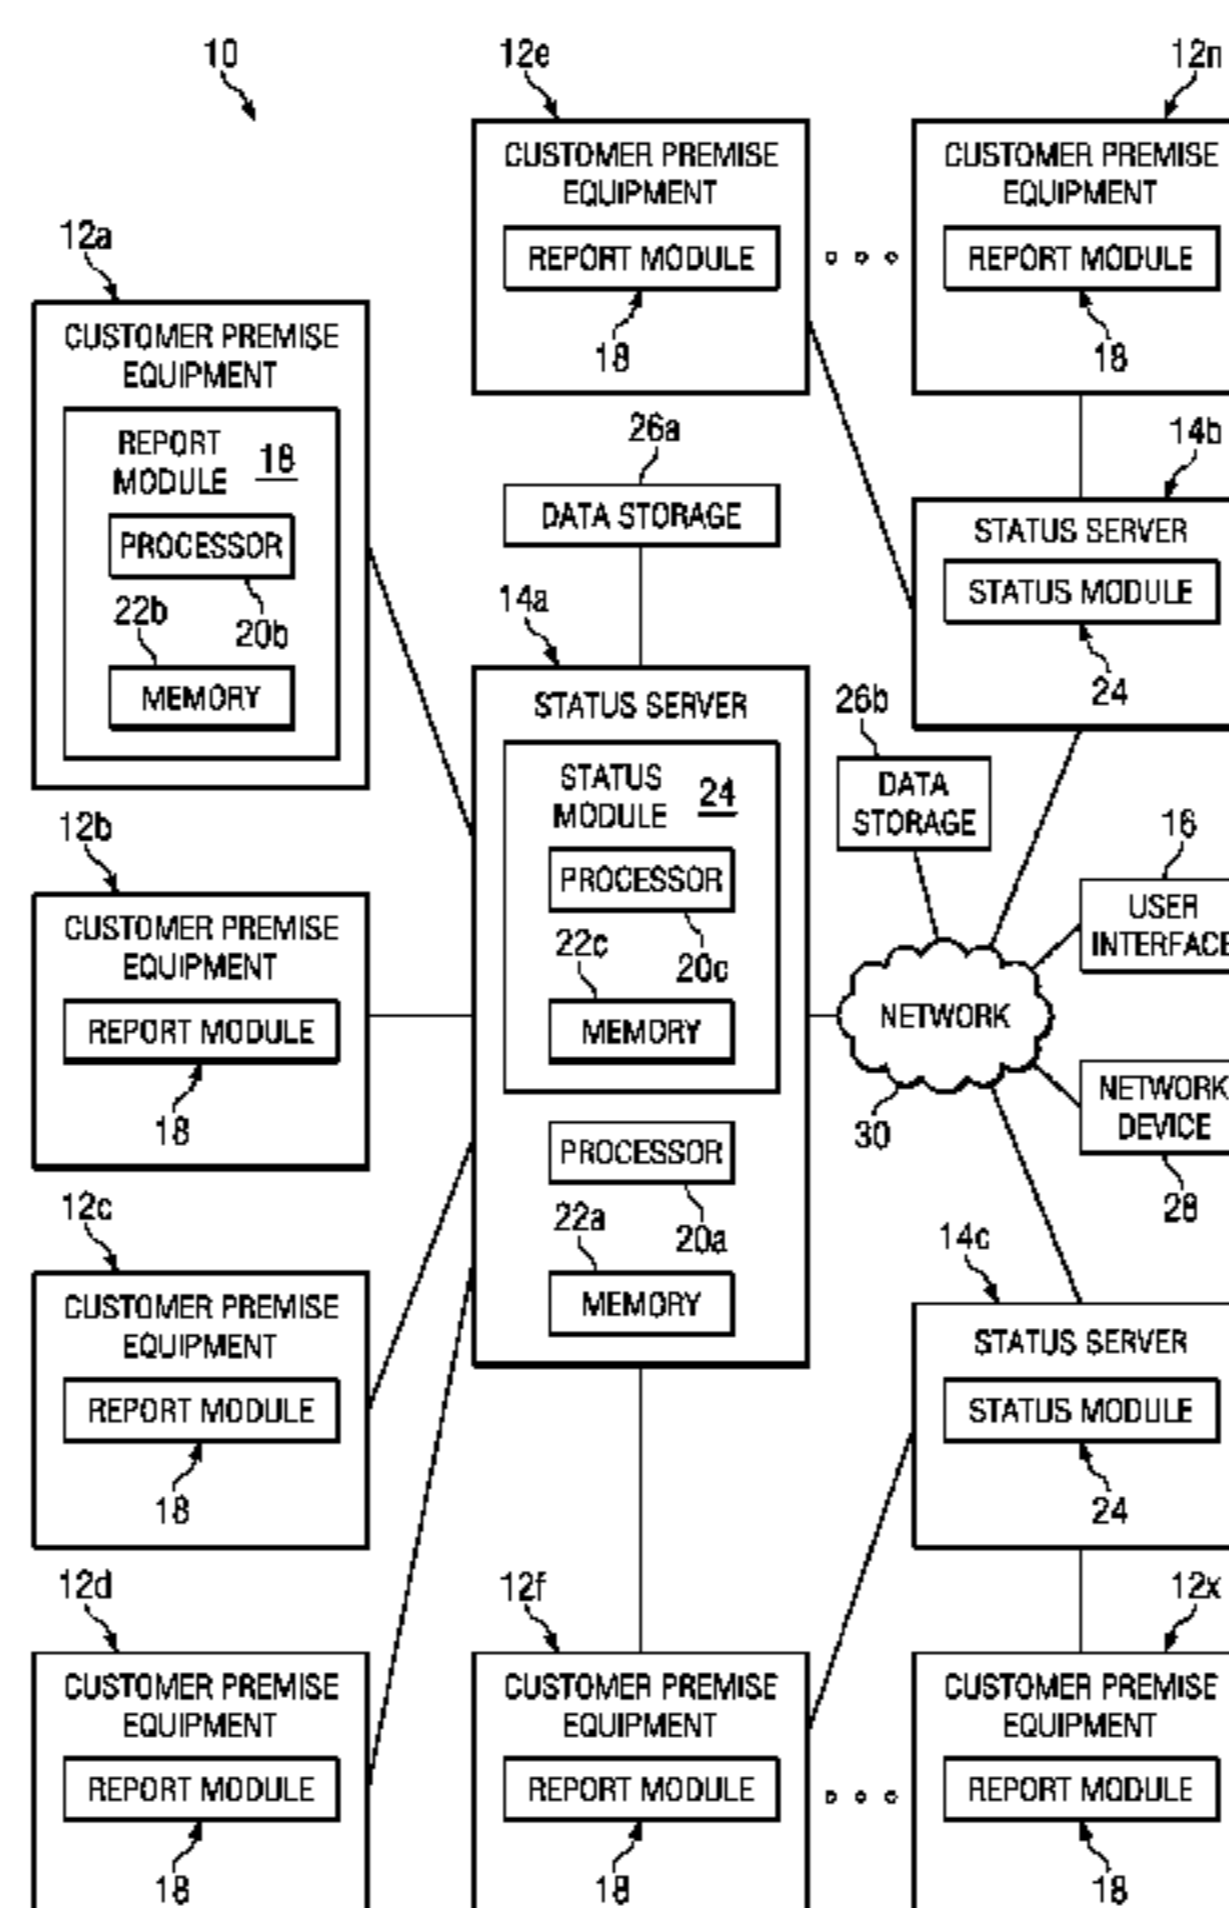 10
12e
12n
CUSTOMER PREMISE
EQUIPMENT
REPORT MODULE
18
CUSTOMER PREMISE
EQUIPMENT
REPORT MODULE
18
12a
CUSTOMER PREMISE
EQUIPMENT
REPORT
MODULE
18
PROCESSOR
20b
22b
MEMORY
26a
DATA STORAGE
14b
STATUS SERVER
STATUS MODULE
24
14a
STATUS SERVER
STATUS
MODULE
24
PROCESSOR
20c
22c
MEMORY
PROCESSOR
20a
22a
MEMORY
26b
DATA
STORAGE
16
USER
INTERFACE
NETWORK
30
NETWORK
DEVICE
28
12b
CUSTOMER PREMISE
EQUIPMENT
REPORT MODULE
18
12c
CUSTOMER PREMISE
EQUIPMENT
REPORT MODULE
18
14c
STATUS SERVER
STATUS MODULE
24
12d
CUSTOMER PREMISE
EQUIPMENT
REPORT MODULE
18
12f
CUSTOMER PREMISE
EQUIPMENT
REPORT MODULE
18
12x
CUSTOMER PREMISE
EQUIPMENT
REPORT MODULE
18